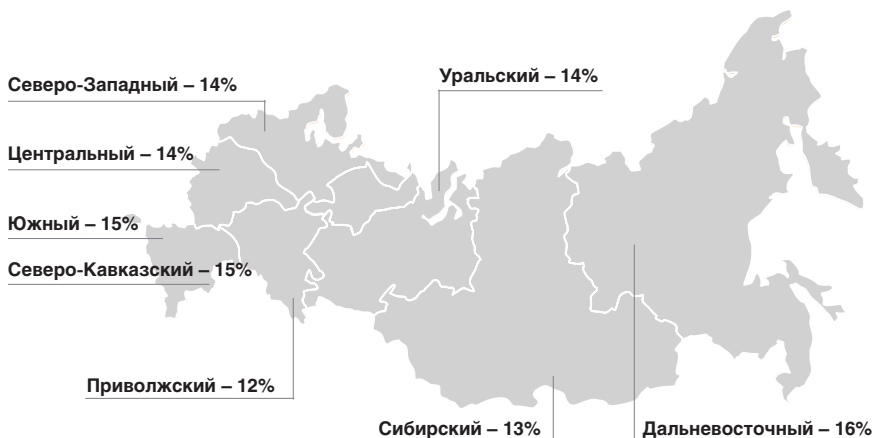 Северо-Западный – 14%
Уральский – 14%
Центральный – 14%
Южный – 15%
Северо-Кавказский – 15%
Приволжский – 12%
Сибирский – 13%
Дальневосточный – 16%